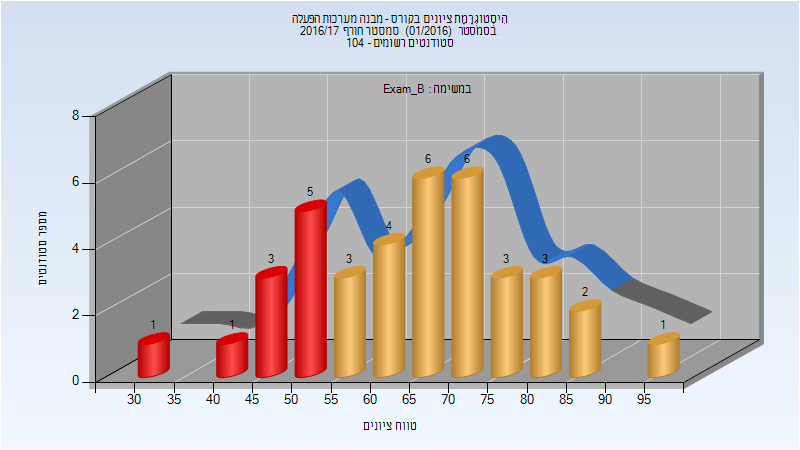 היסטוגרמת ציונים בקורס - מבנה מערכות הפעלה
בסמסטר (01/2016) סמסטר חורף 2016/17
סטודנטים רשומים - 104
במשימה : Exam_B
מספר סטודנטים
8
6
4
2
0
1
1
3
5
3
4
6
6
3
3
2
1
30 35 40 45 50 55 60 65 70 75 80 85 90 95
טווח ציונים